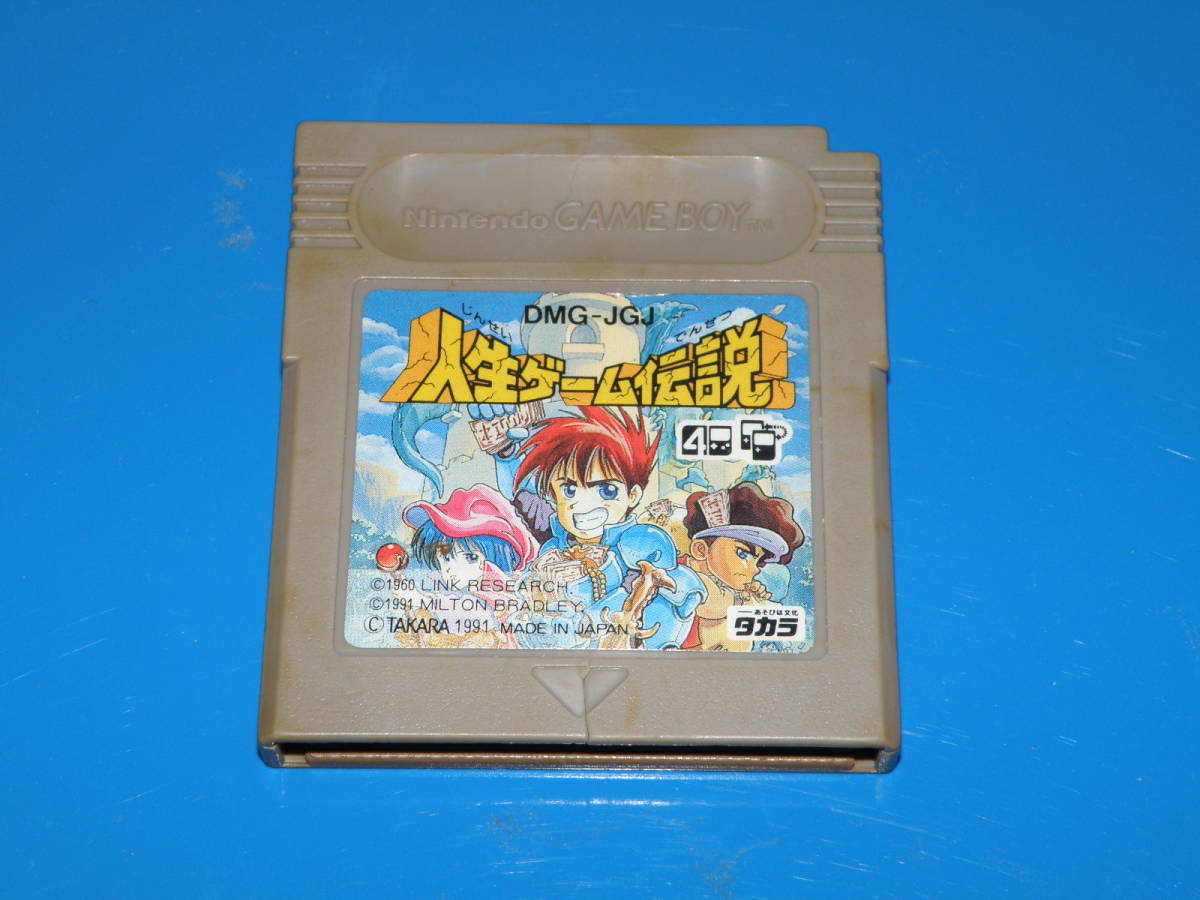 Nintendo GAME BOY TM
DMG-JGJ
じんせい でんせつ
人生ゲーム伝説
4
©1960 LINK RESEARCH.
©1991 MILTON BRADLEY.
© TAKARA 1991 MADE IN JAPAN
あそびは文化
タカラ